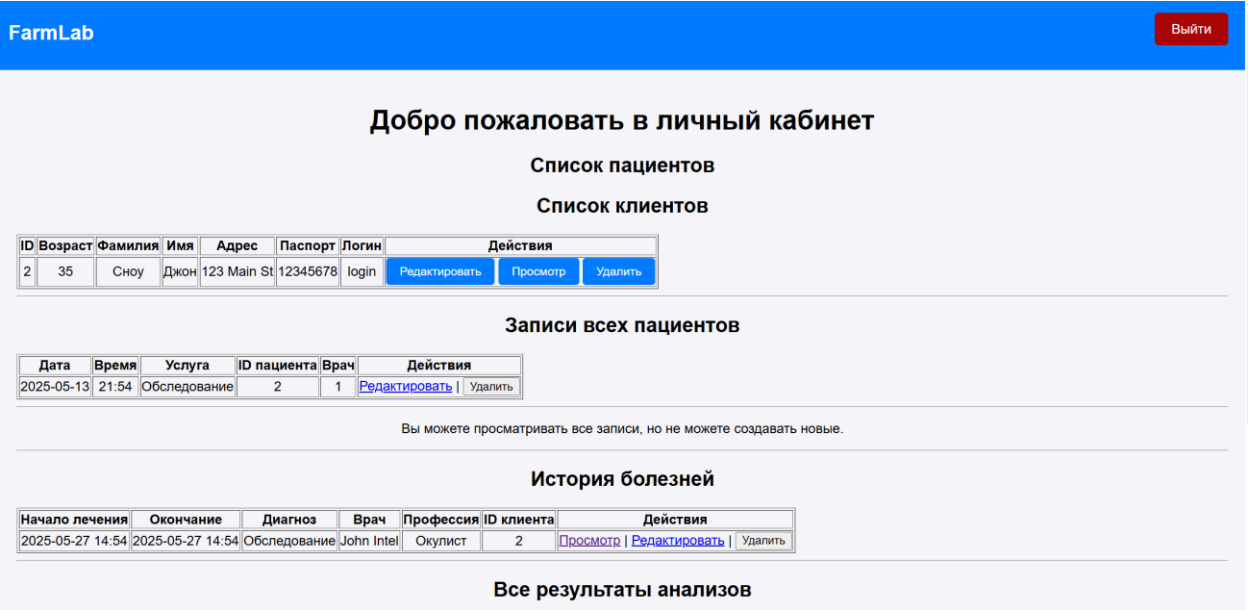 FarmLab
Выйти
Добро пожаловать в личный кабинет
Список пациентов
Список клиентов
ID Возраст Фамилия Имя Адрес Паспорт Логин Действия
2 35 Сноу Джон 123 Main St 12345678 login Редактировать Просмотр Удалить
Записи всех пациентов
Дата Время Услуга ID пациента Врач Действия
2025-05-13 21:54 Обследование 2 1 Редактировать | Удалить
Вы можете просматривать все записи, но не можете создавать новые.
История болезней
Начало лечения Окончание Диагноз Врач Профессия ID клиента Действия
2025-05-27 14:54 2025-05-27 14:54 Обследование John Intel Окулист 2 Просмотр | Редактировать | Удалить
Все результаты анализов